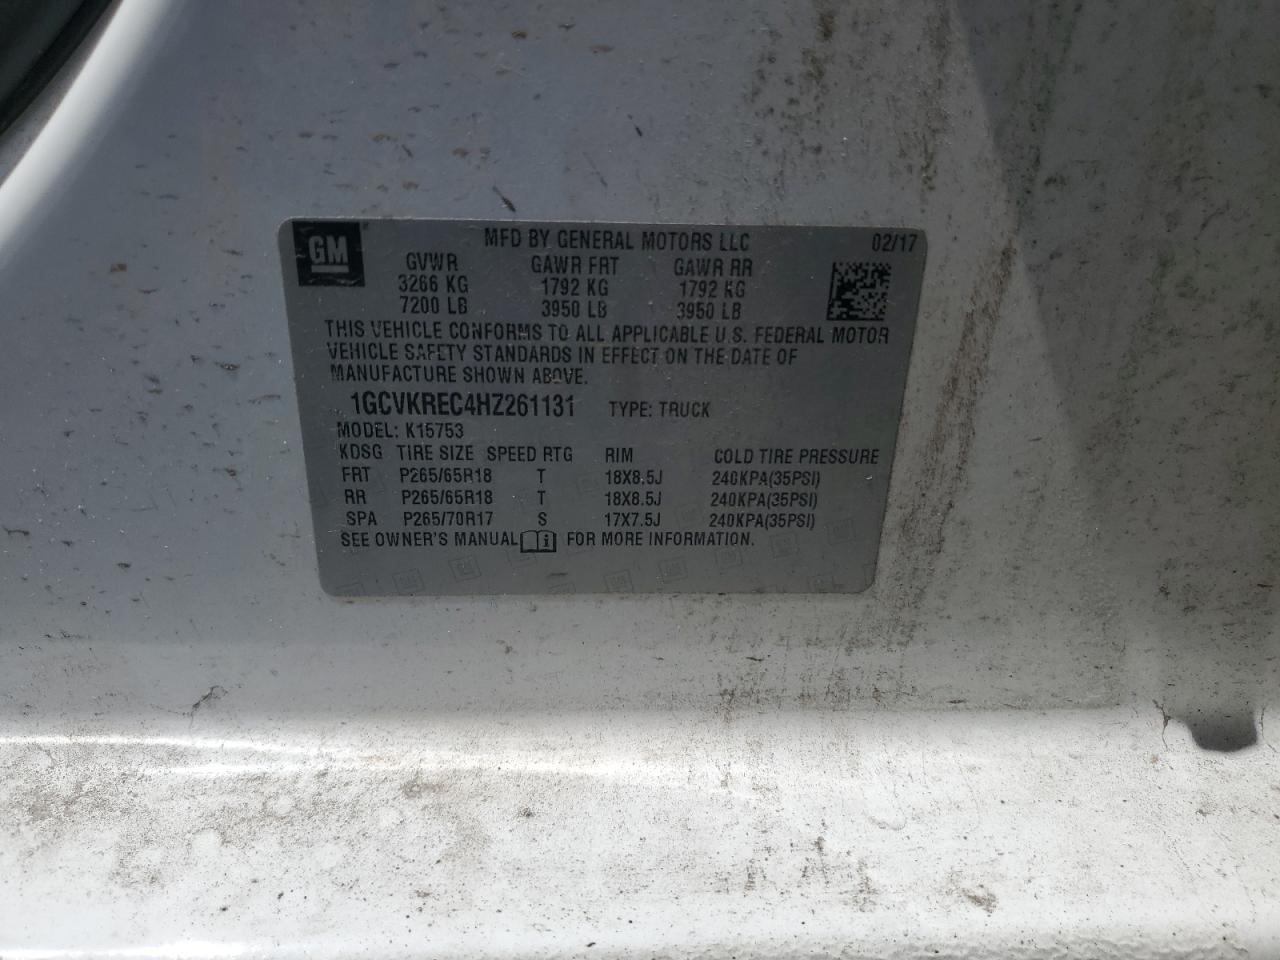 GM MFD BY GENERAL MOTORS LLC 02/17
GVWR GAWR FRT GAWR RR
3266 KG 1792 KG 1792 KG
7200 LB 3950 LB 3950 LB
THIS VEHICLE CONFORMS TO ALL APPLICABLE U.S. FEDERAL MOTOR
VEHICLE SAFETY STANDARDS IN EFFECT ON THE DATE OF
MANUFACTURE SHOWN ABOVE.
1GCVKREC4HZ261131 TYPE: TRUCK
MODEL: K15753
KDSG TIRE SIZE SPEED RTG RIM COLD TIRE PRESSURE
FRT P265/65R18 T 18X8.5J 240KPA(35PSI)
RR P265/65R18 T 18X8.5J 240KPA(35PSI)
SPA P265/70R17 S 17X7.5J 240KPA(35PSI)
SEE OWNER'S MANUAL i FOR MORE INFORMATION.